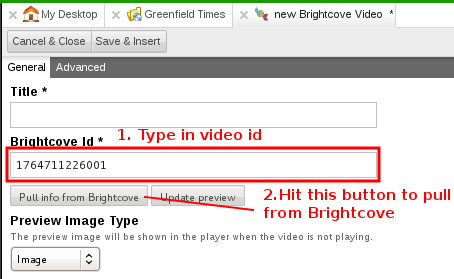 My Desktop Greenfield Times new Brightcove Video *
Cancel & Close Save & Insert
General Advanced
Title *
Brightcove Id * 1. Type in video id
1764711226001
Pull info from Brightcove Update preview
2.Hit this button to pull
from Brightcove
Preview Image Type
The preview image will be shown in the player when the video is not playing.
Image